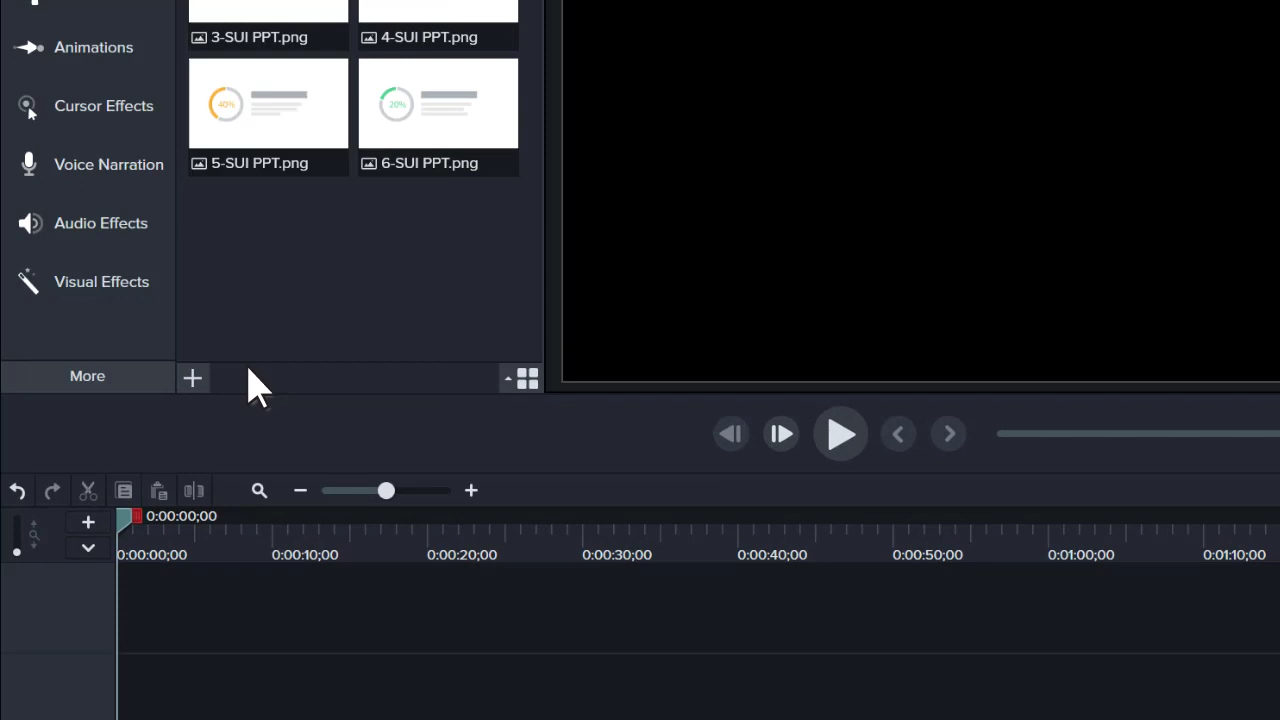 Animations
Cursor Effects
Voice Narration
Audio Effects
Visual Effects
More
3-SUI PPT.png
4-SUI PPT.png
40%
20%
5-SUI PPT.png
6-SUI PPT.png
0:00:00;00
0:00:00;00
0:00:10;00
0:00:20;00
0:00:30;00
0:00:40;00
0:00:50;00
0:01:00;00
0:01:10;00